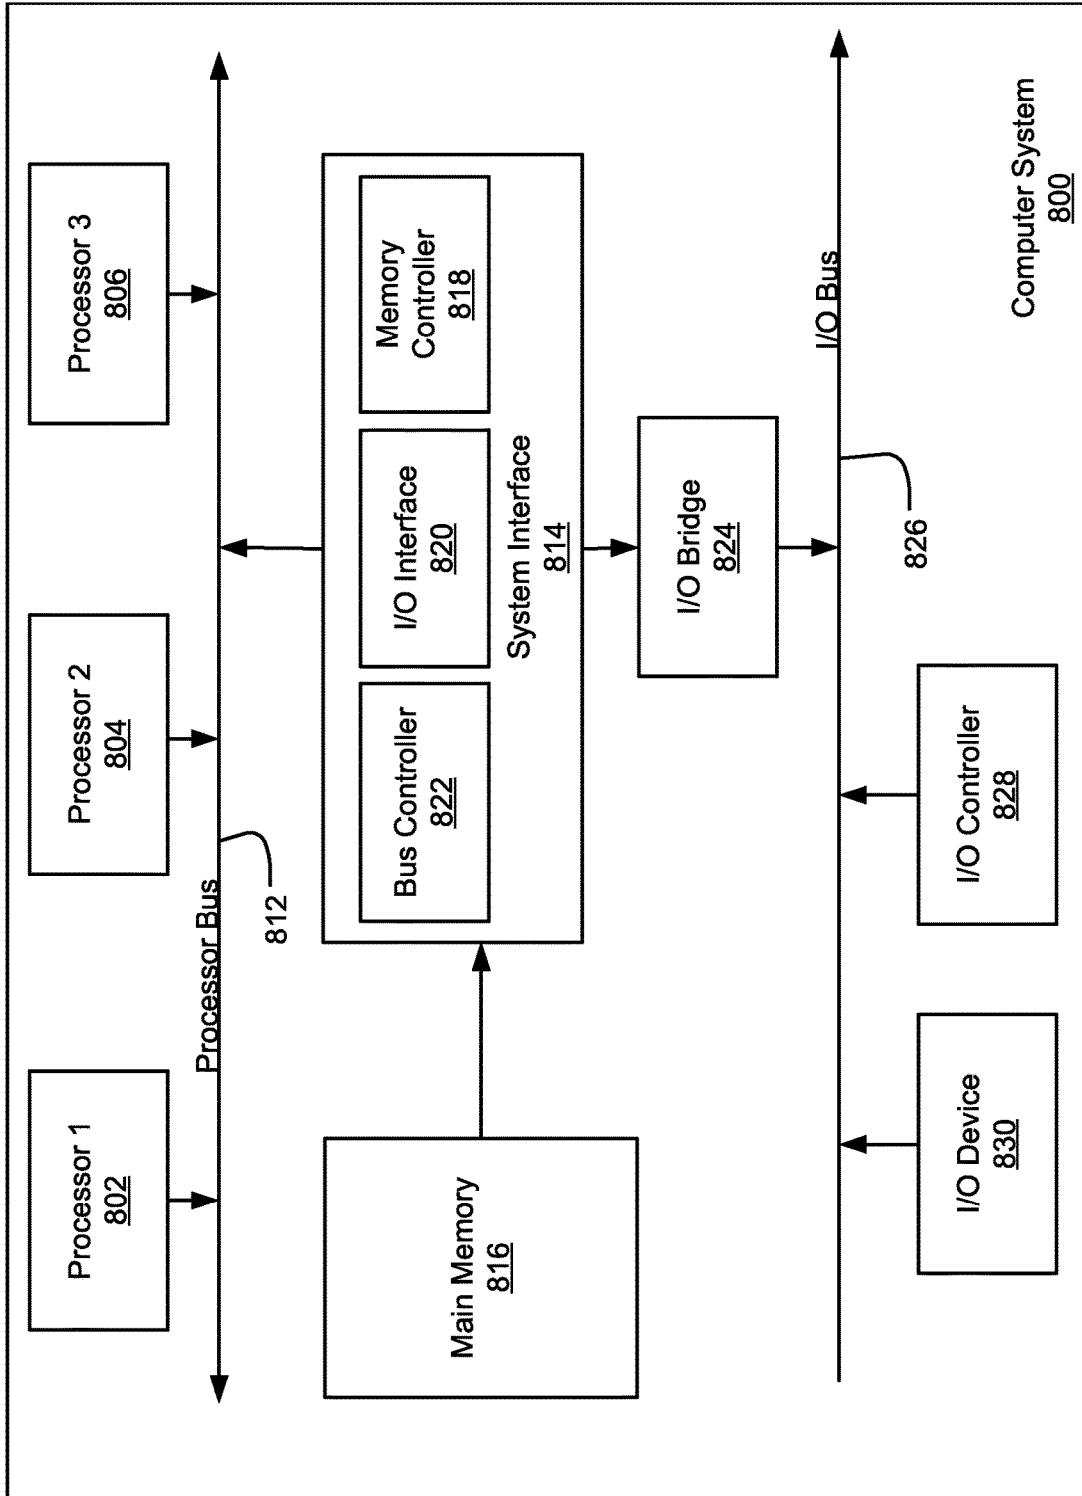 Processor 1
802
Processor 2
804
Processor 3
806
Processor Bus
812
Main Memory
816
Bus Controller
822
I/O Interface
820
Memory
Controller
818
System Interface
814
I/O Bridge
824
I/O Bus
826
I/O Device
830
I/O Controller
828
Computer System
800